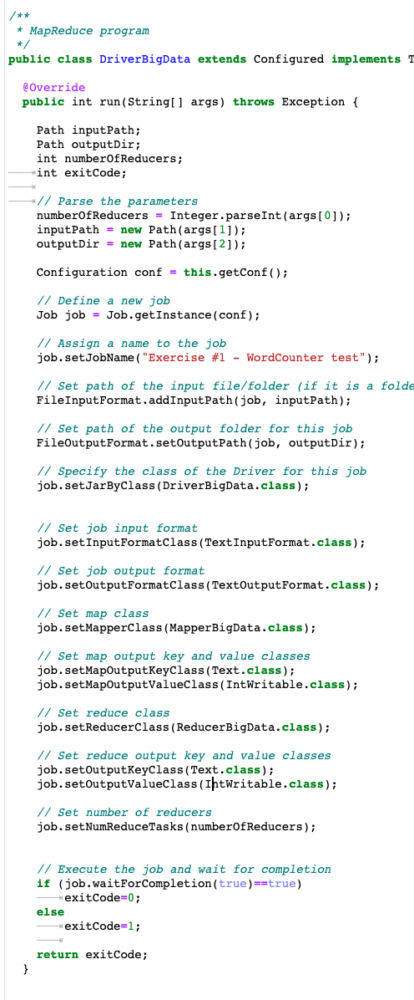 /**
 * MapReduce program
 */
public class DriverBigData extends Configured implements T

  @Override
  public int run(String[] args) throws Exception {

    Path inputPath;
    Path outputDir;
    int numberOfReducers;
    int exitCode;

    // Parse the parameters
    numberOfReducers = Integer.parseInt(args[0]);
    inputPath = new Path(args[1]);
    outputDir = new Path(args[2]);

    Configuration conf = this.getConf();

    // Define a new job
    Job job = Job.getInstance(conf);

    // Assign a name to the job
    job.setJobName("Exercise #1 - WordCounter test");

    // Set path of the input file/folder (if it is a folde
    FileInputFormat.addInputPath(job, inputPath);

    // Set path of the output folder for this job
    FileOutputFormat.setOutputPath(job, outputDir);

    // Specify the class of the Driver for this job
    job.setJarByClass(DriverBigData.class);


    // Set job input format
    job.setInputFormatClass(TextInputFormat.class);

    // Set job output format
    job.setOutputFormatClass(TextOutputFormat.class);

    // Set map class
    job.setMapperClass(MapperBigData.class);

    // Set map output key and value classes
    job.setMapOutputKeyClass(Text.class);
    job.setMapOutputValueClass(IntWritable.class);

    // Set reduce class
    job.setReducerClass(ReducerBigData.class);

    // Set reduce output key and value classes
    job.setOutputKeyClass(Text.class);
    job.setOutputValueClass(IntWritable.class);

    // Set number of reducers
    job.setNumReduceTasks(numberOfReducers);


    // Execute the job and wait for completion
    if (job.waitForCompletion(true)==true)
        exitCode=0;
    else
        exitCode=1;

    return exitCode;
  }